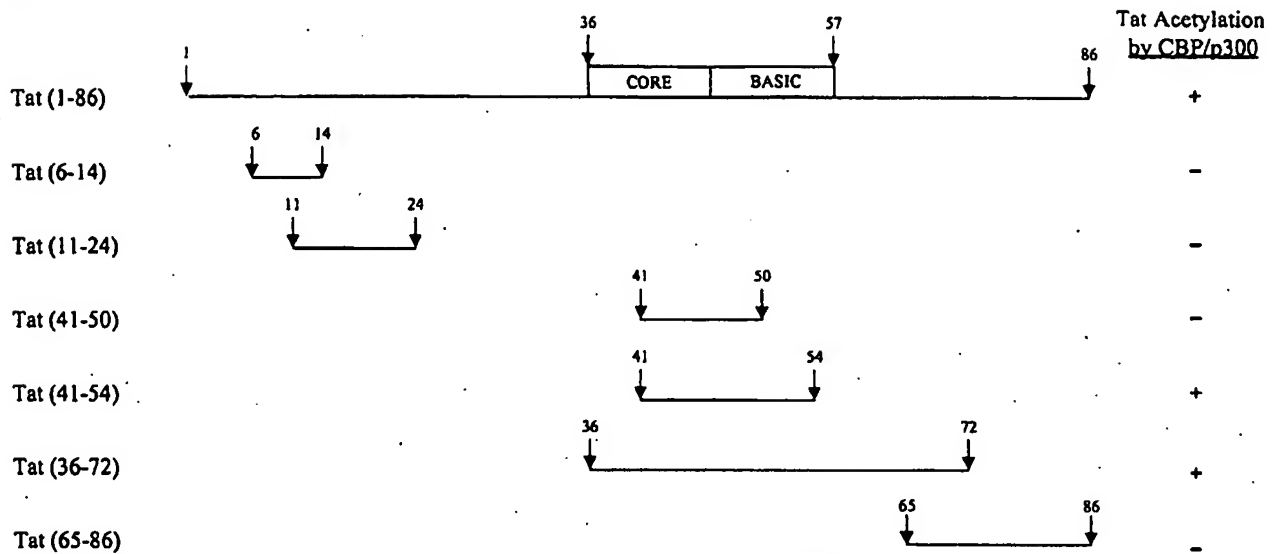 Tat Acetylation
by CBP/p300
36 57
1 86
CORE BASIC
Tat (1-86) +
6 14
Tat (6-14) −
11 24
Tat (11-24) −
41 50
Tat (41-50) −
41 54
Tat (41-54) +
36 72
Tat (36-72) +
65 86
Tat (65-86) −